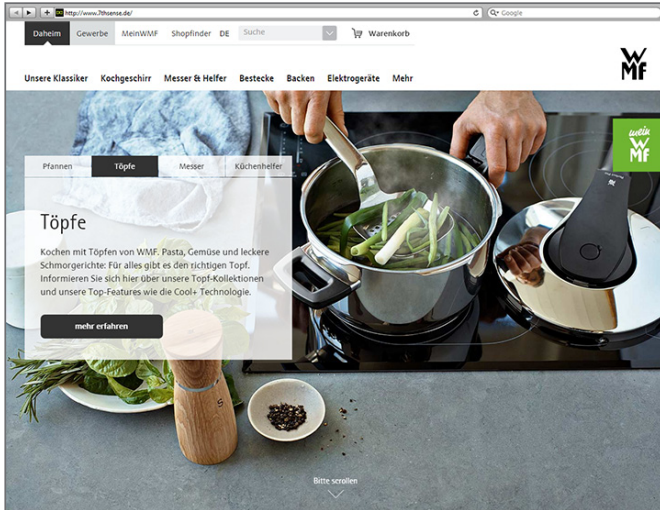 http://www.7thsense.de/
Google
Daheim Gewerbe MeinWMF Shopfinder DE Suche Warenkorb
WMF
Unsere Klassiker Kochgeschirr Messer & Helfer Bestecke Backen Elektrogeräte Mehr
mein
WMF
Pfannen Töpfe Messer Küchenhelfer
Töpfe
Kochen mit Töpfen von WMF. Pasta, Gemüse und leckere
Schmorgerichte: Für alles gibt es den richtigen Topf.
Informieren Sie sich hier über unsere Topf-Kollektionen
und unsere Top-Features wie die Cool+ Technologie.
mehr erfahren
Bitte scrollen